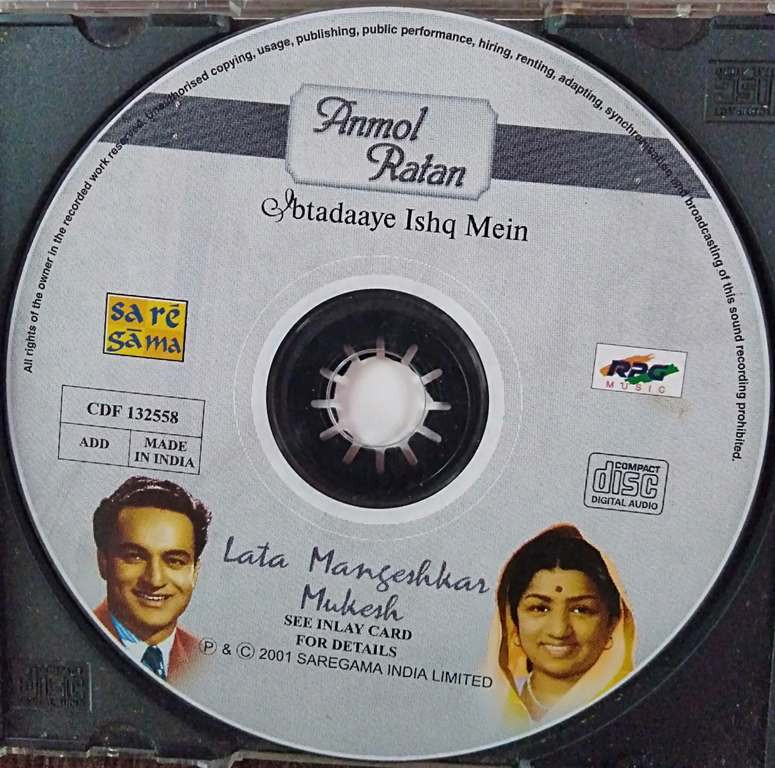 All rights of the owner in the recorded work reserved. Unauthorised copying, usage, publishing, public performance, hiring, renting, adapting, synchronisation and broadcasting of this sound recording prohibited.
Anmol
Ratan
Ibtadaaye Ishq Mein
sa rē
gāma
RPG
MUSIC
CDF 132558
ADD
MADE
IN INDIA
COMPACT
disc
DIGITAL AUDIO
Lata Mangeshkar
Mukesh
SEE INLAY CARD
FOR DETAILS
Ⓟ & © 2001 SAREGAMA INDIA LIMITED